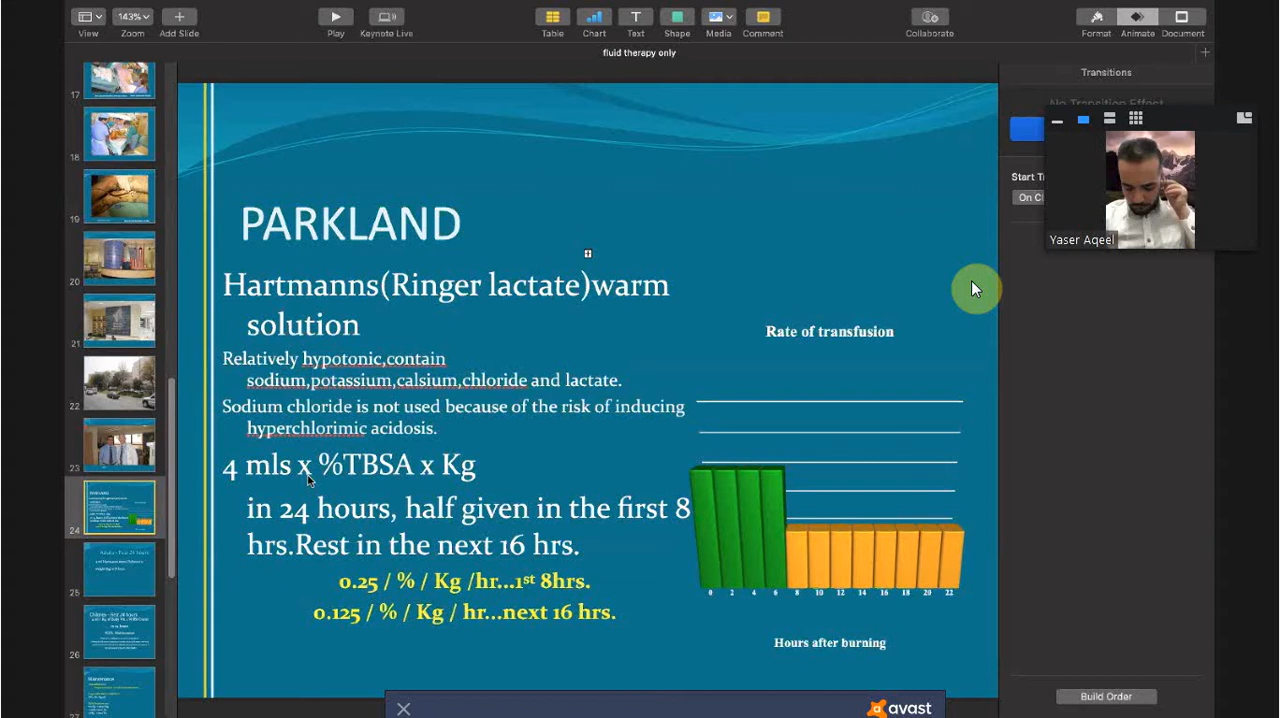 143%
View
Zoom
Add Slide
Play
Keynote Live
Table
Chart
Text
Shape
Media
Comment
Collaborate
Format
Animate
Document
fluid therapy only
Transitions
No Transition Effect
Start
On C
Yaser Aqeel
17
18
19
20
21
22
23
24
25
26
27
PARKLAND
Hartmanns(Ringer lactate)warm
solution
Relatively hypotonic,contain
sodium,potassium,calsium,chloride and lactate.
Sodium chloride is not used because of the risk of inducing
hyperchlorimic acidosis.
4 mls x %TBSA x Kg
in 24 hours, half given in the first 8
hrs.Rest in the next 16 hrs.
0.25 / % / Kg /hr...1st 8hrs.
0.125 / % / Kg / hr...next 16 hrs.
Rate of transfusion
0 2 4 6 8 10 12 14 16 18 20 22
Hours after burning
Build Order
avast